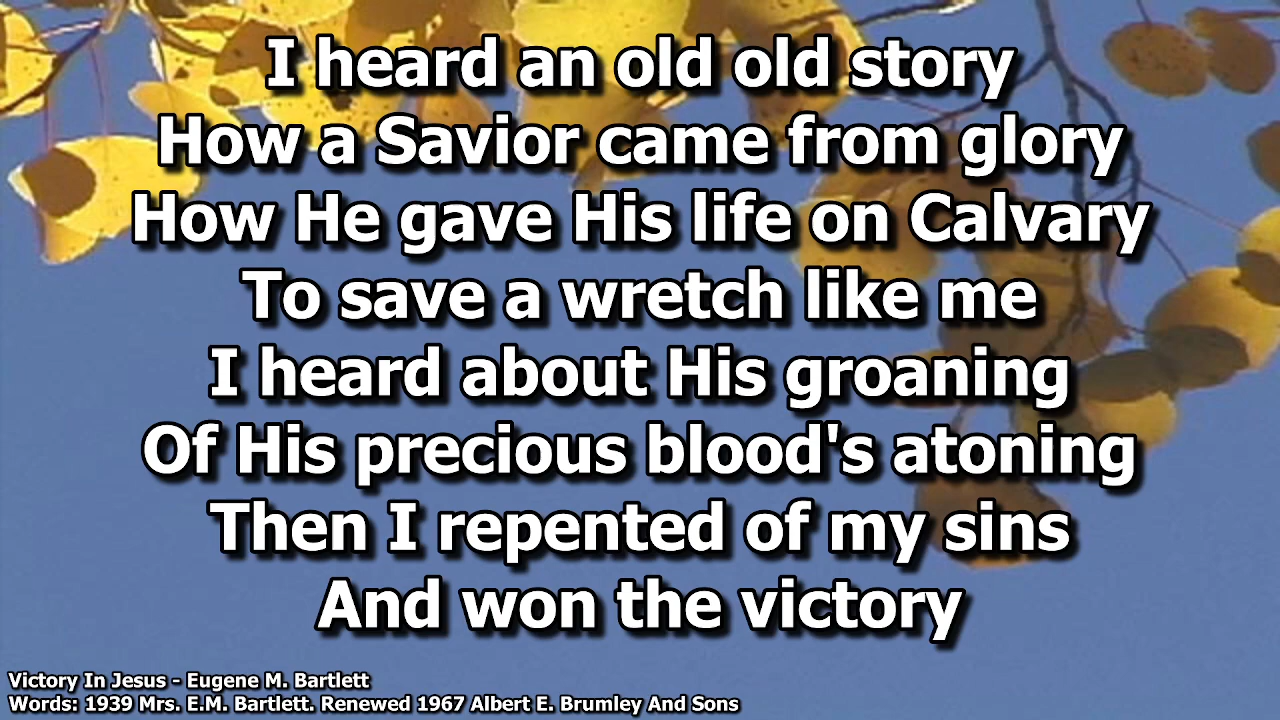 I heard an old old story
How a Savior came from glory
How He gave His life on Calvary
To save a wretch like me
I heard about His groaning
Of His precious blood's atoning
Then I repented of my sins
And won the victory
Victory In Jesus - Eugene M. Bartlett
Words: 1939 Mrs. E.M. Bartlett. Renewed 1967 Albert E. Brumley And Sons